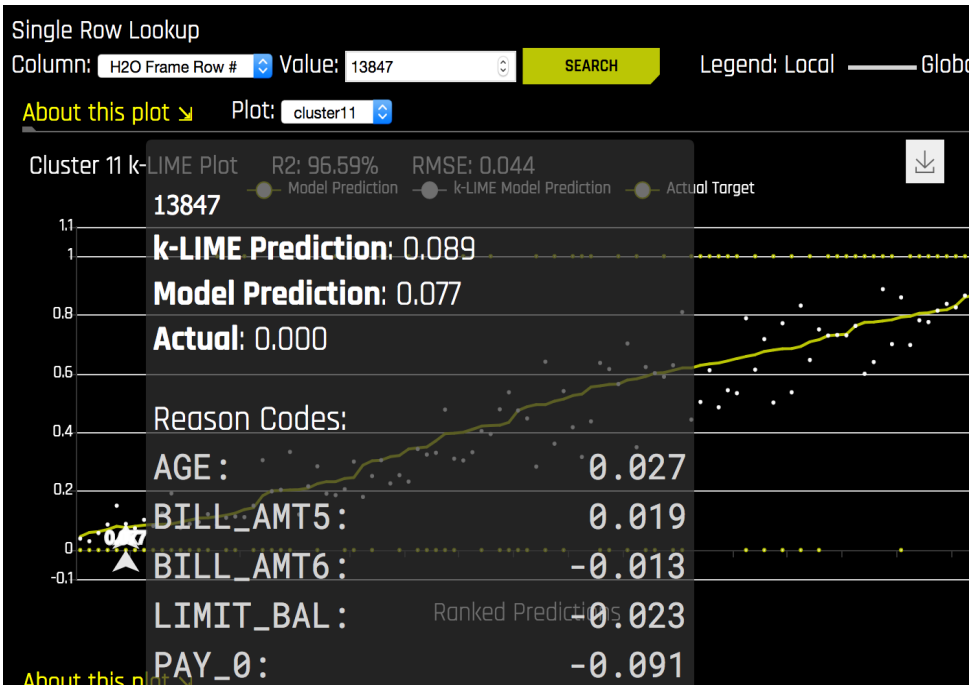 Single Row Lookup
Column: H2O Frame Row # Value: 13847 SEARCH Legend: Local Globa
About this plot Plot: cluster11
Cluster 11 k-LIME Plot R2: 96.59% RMSE: 0.044
Model Prediction k-LIME Model Prediction Actual Target
13847
k-LIME Prediction: 0.089
Model Prediction: 0.077
Actual: 0.000
Reason Codes:
AGE: 0.027
BILL_AMT5: 0.019
BILL_AMT6: -0.013
LIMIT_BAL: -0.023
PAY_0: -0.091
1.1
1
0.8
0.6
0.4
0.2
0
-0.1
Ranked Predictions
About this plot